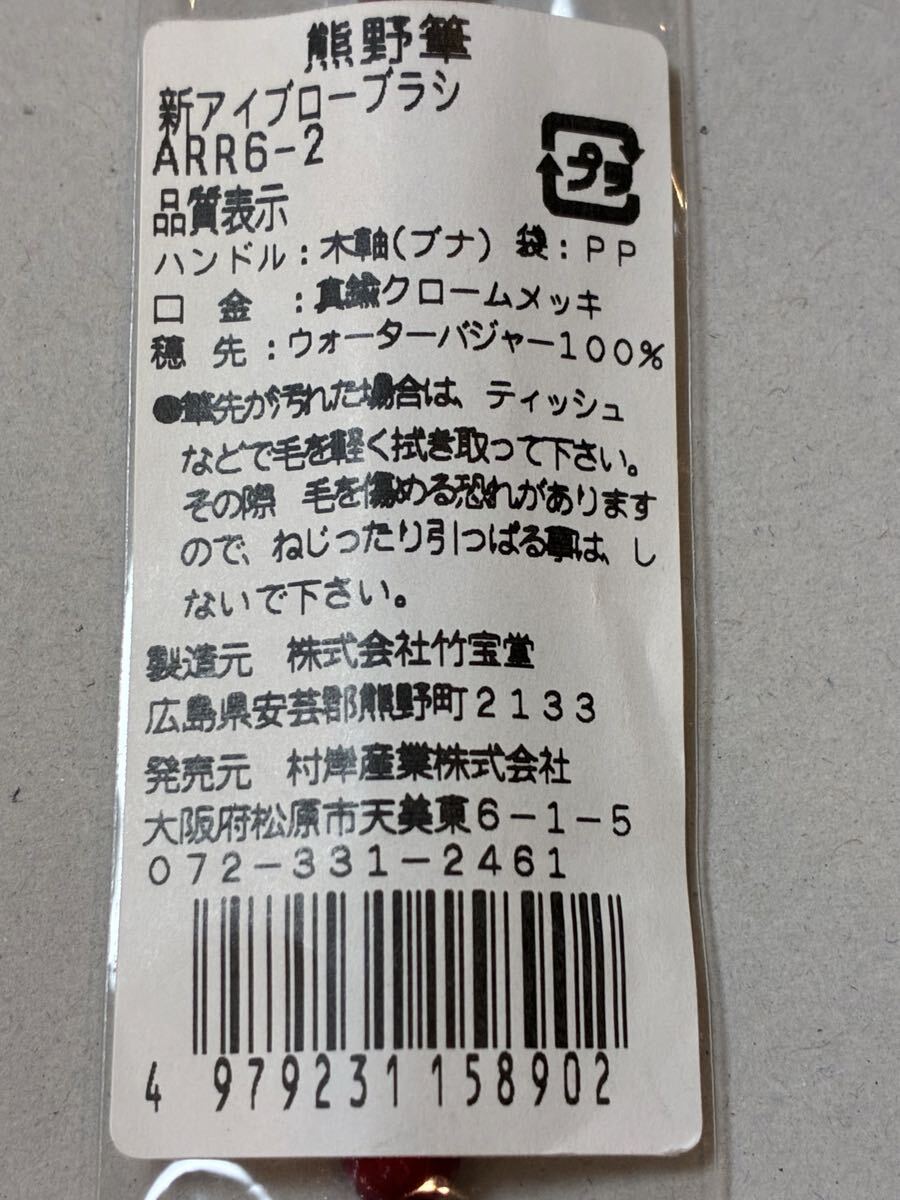 熊野筆
新アイブローブラシ
ARR6-2
プラ
品質表示
ハンドル：木軸(ブナ) 袋：PP
口金：真鍮クロームメッキ
穂先：ウォーターバジャー100%
●筆先が汚れた場合は、ティッシュ
などで毛を軽く拭き取って下さい。
その際 毛を傷める恐れがあります
ので、ねじったり引っぱる事は、し
ないで下さい。
製造元 株式会社竹宝堂
広島県安芸郡熊野町2133
発売元 村岸産業株式会社
大阪府松原市天美東6-1-5
072-331-2461
4 979231 158902